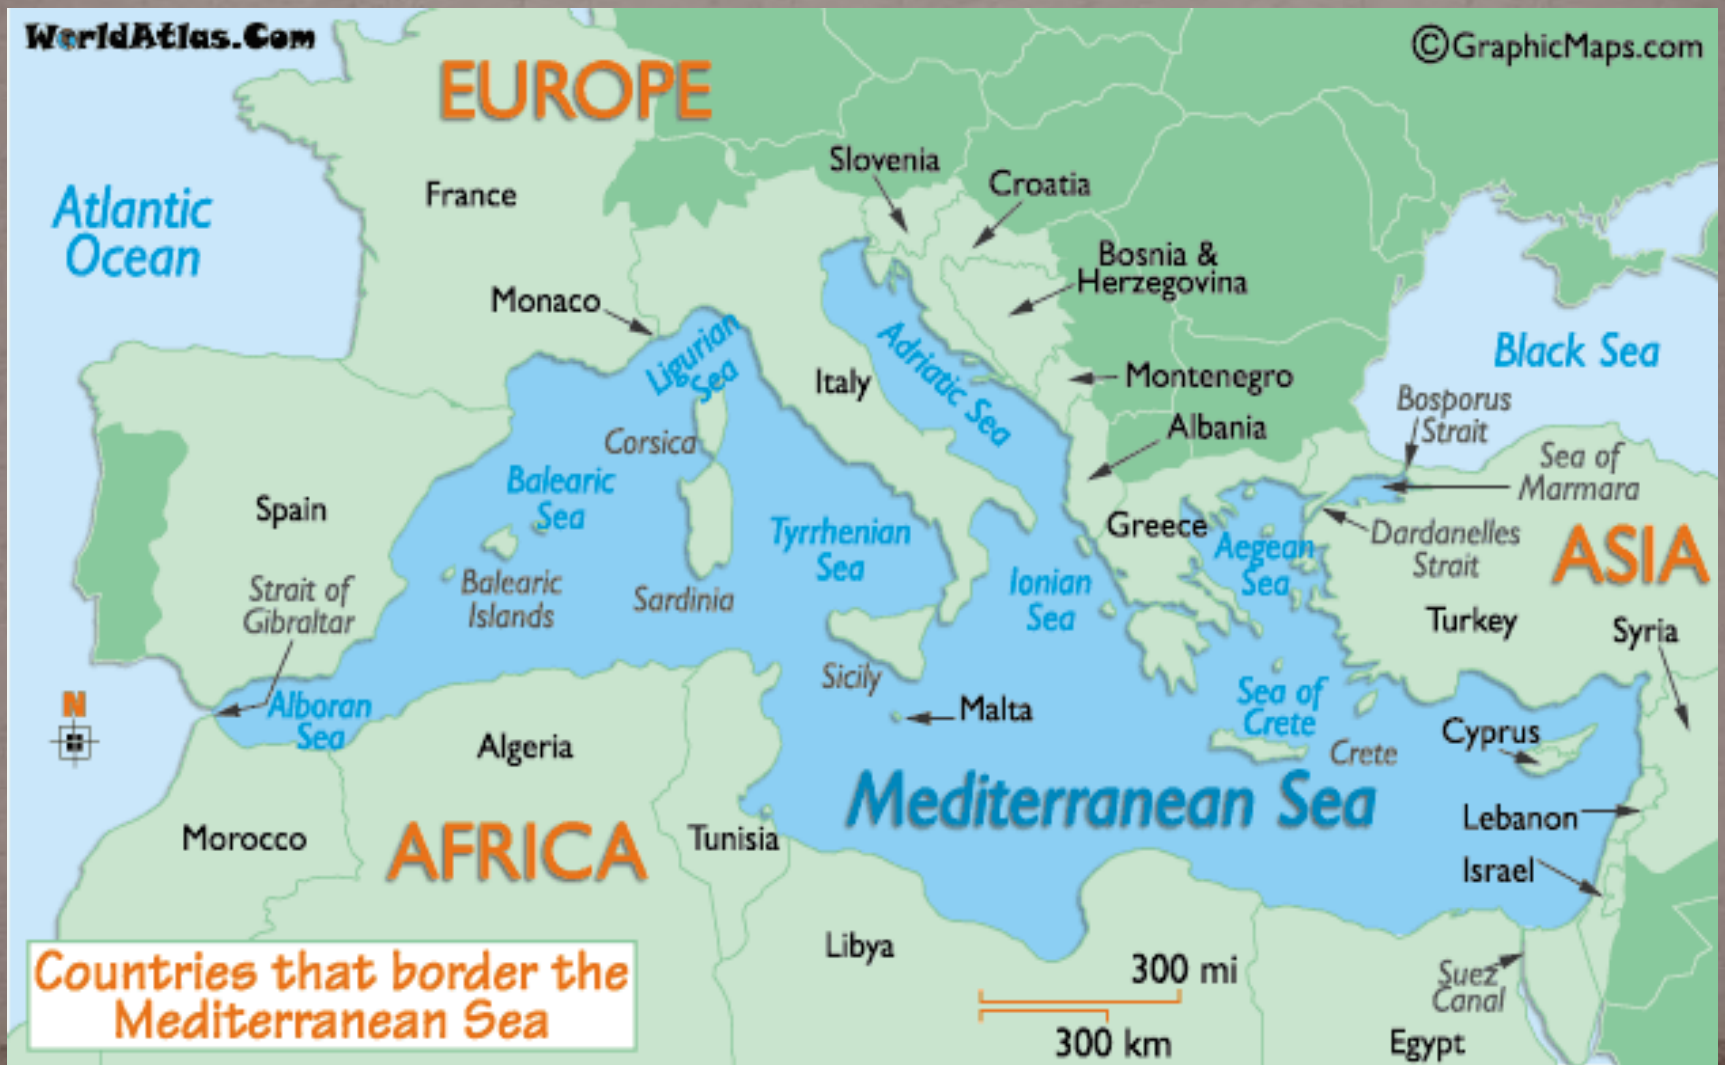 WorldAtlas.Com
©GraphicMaps.com
EUROPE
Slovenia
Croatia
France
Atlantic
Ocean
Bosnia &
Herzegovina
Monaco
Ligurian
Sea
Adriatic Sea
Black Sea
Italy
Montenegro
Bosporus
Strait
Albania
Corsica
Sea of
Marmara
Balearic
Sea
Spain
Tyrrhenian
Sea
Greece
Aegean
Sea
Dardanelles
Strait
ASIA
Strait of
Gibraltar
Balearic
Islands
Sardinia
Ionian
Sea
Turkey
Syria
Sicily
N
Alboran
Sea
Malta
Sea of
Crete
Crete
Cyprus
Algeria
Mediterranean Sea
Lebanon
Morocco
AFRICA
Tunisia
Israel
Libya
Countries that border the
Mediterranean Sea
300 mi
300 km
Suez
Canal
Egypt